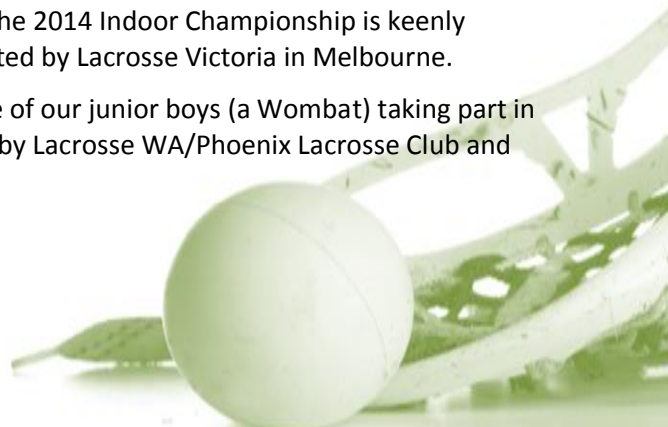 he 2014 Indoor Championship is keenly
ted by Lacrosse Victoria in Melbourne.
e of our junior boys (a Wombat) taking part in
by Lacrosse WA/Phoenix Lacrosse Club and